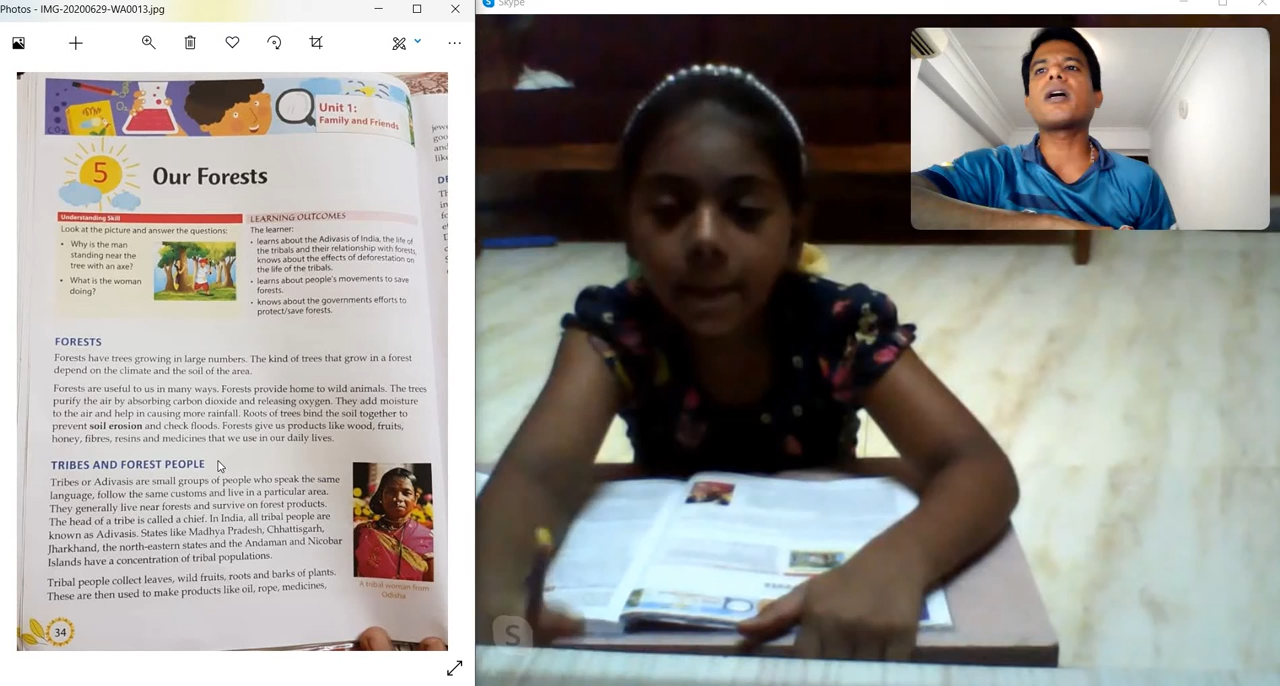 Photos - IMG-20200629-WA0013.jpg
Skype
Unit 1:
Family and Friends
5
Our Forests
Understanding Skill
Look at the picture and answer the questions:
• Why is the man
standing near the
tree with an axe?
• What is the woman
doing?
LEARNING OUTCOMES
The learner:
• learns about the Adivasis of India, the life of
the tribals and their relationship with forests,
knows about the effects of deforestation on
the life of the tribals.
• learns about people's movements to save
forests.
• knows about the governments efforts to
protect/save forests.
FORESTS
Forests have trees growing in large numbers. The kind of trees that grow in a forest
depend on the climate and the soil of the area.
Forests are useful to us in many ways. Forests provide home to wild animals. The trees
purify the air by absorbing carbon dioxide and releasing oxygen. They add moisture
to the air and help in causing more rainfall. Roots of trees bind the soil together to
prevent soil erosion and check floods. Forests give us products like wood, fruits,
honey, fibres, resins and medicines that we use in our daily lives.
TRIBES AND FOREST PEOPLE
Tribes or Adivasis are small groups of people who speak the same
language, follow the same customs and live in a particular area.
They generally live near forests and survive on forest products.
The head of a tribe is called a chief. In India, all tribal people are
known as Adivasis. States like Madhya Pradesh, Chhattisgarh,
Jharkhand, the north-eastern states and the Andaman and Nicobar
Islands have a concentration of tribal populations.
Tribal people collect leaves, wild fruits, roots and barks of plants.
These are then used to make products like oil, rope, medicines,
A tribal woman from
Odisha
34
S